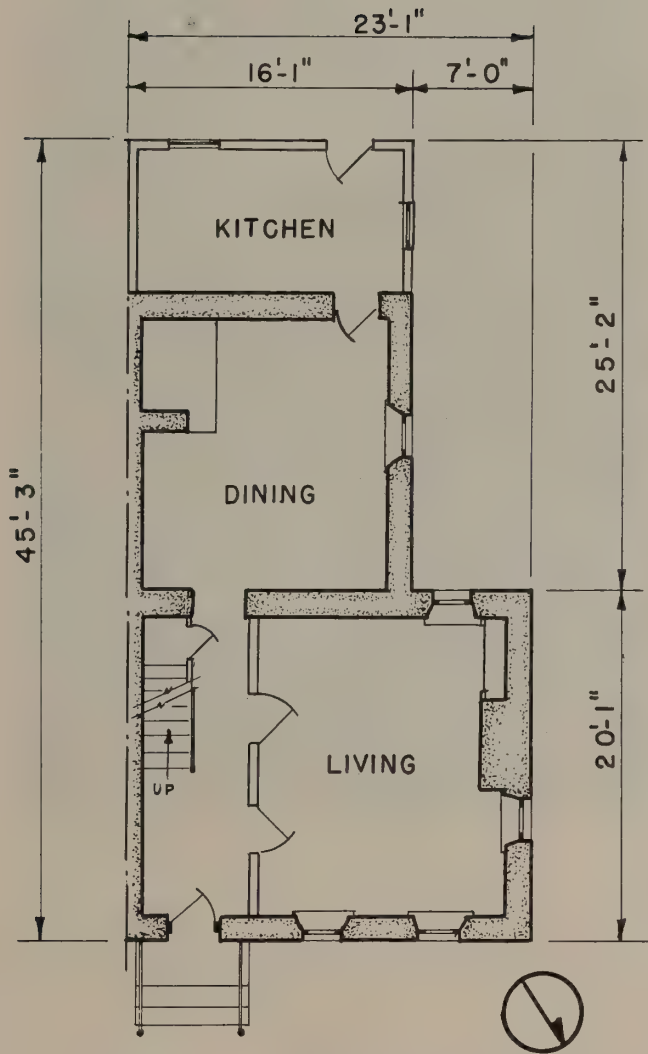 23'-1"
16'-1"
7'-0"
KITCHEN
25'-2"
45'-3"
DINING
LIVING
20'-1"
UP